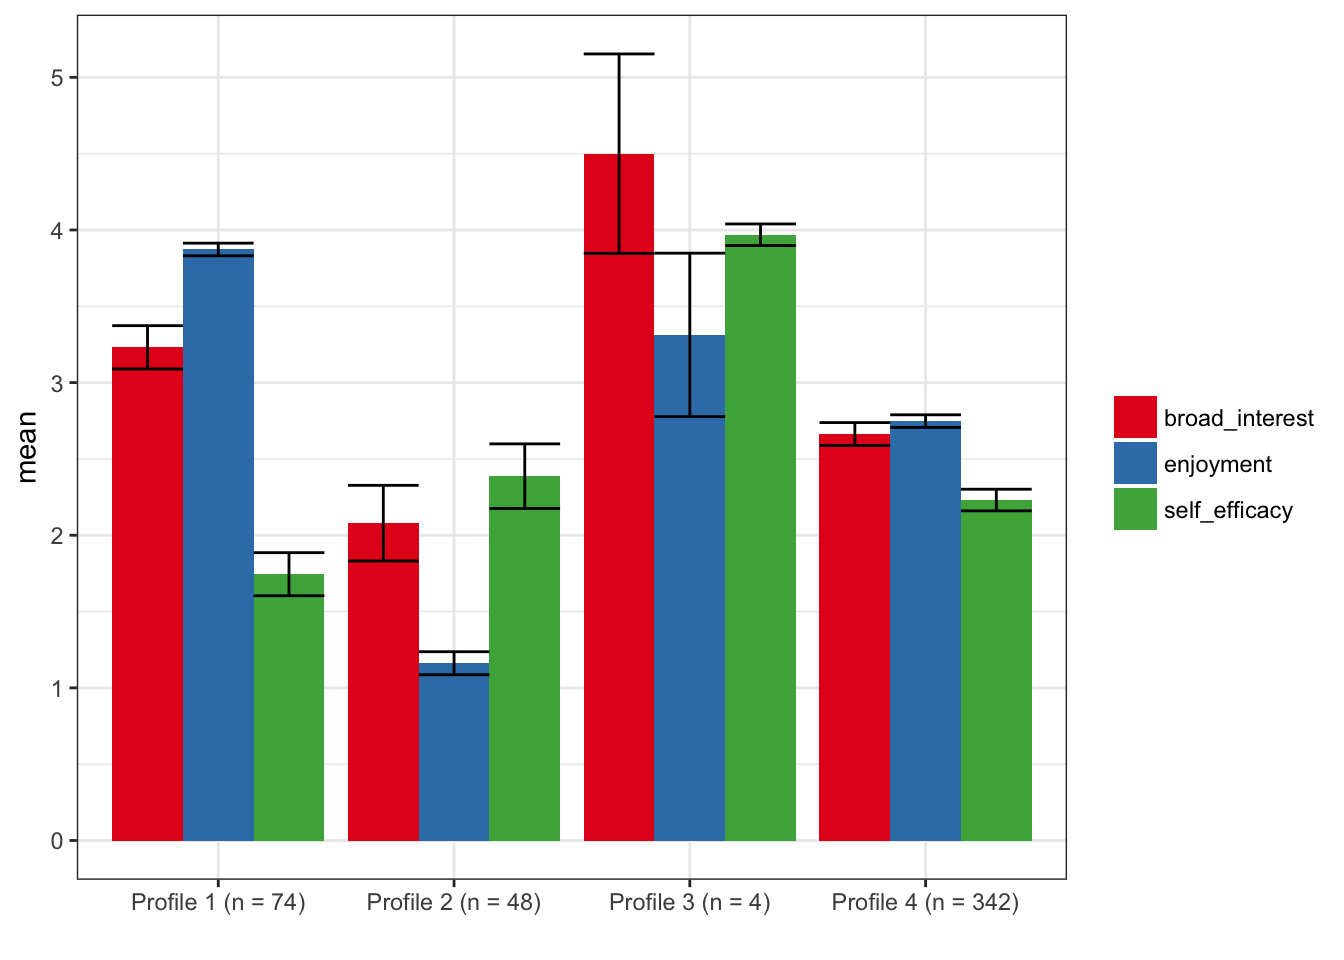 mean
5
4
3
2
1
0
Profile 1 (n = 74) Profile 2 (n = 48) Profile 3 (n = 4) Profile 4 (n = 342)
broad_interest
enjoyment
self_efficacy